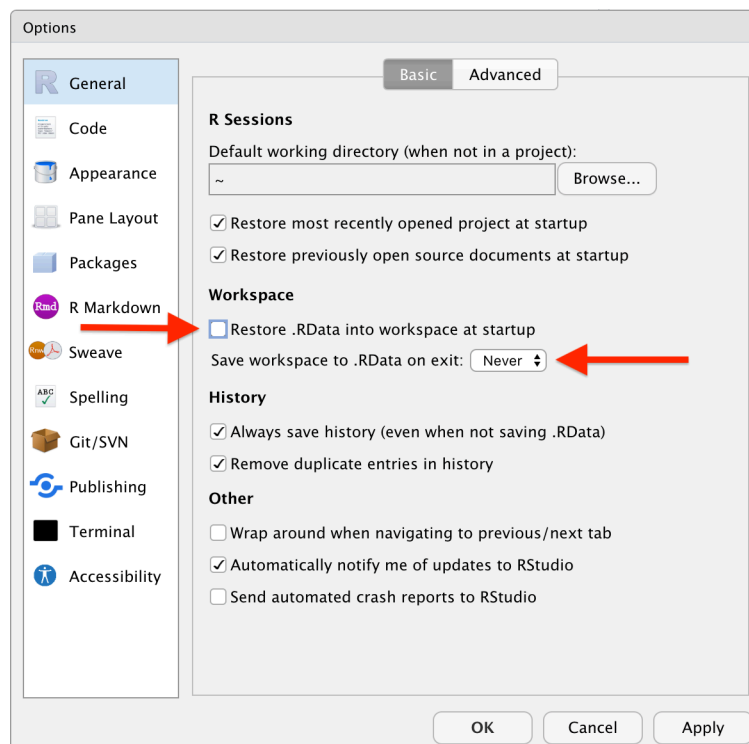 Options
General
Code
Appearance
Pane Layout
Packages
Rmd R Markdown
Rnw Sweave
ABC Spelling
Git/SVN
Publishing
Terminal
Accessibility
Basic Advanced
R Sessions
Default working directory (when not in a project):
~ Browse...
Restore most recently opened project at startup
Restore previously open source documents at startup
Workspace
Restore .RData into workspace at startup
Save workspace to .RData on exit: Never
History
Always save history (even when not saving .RData)
Remove duplicate entries in history
Other
Wrap around when navigating to previous/next tab
Automatically notify me of updates to RStudio
Send automated crash reports to RStudio
OK Cancel Apply